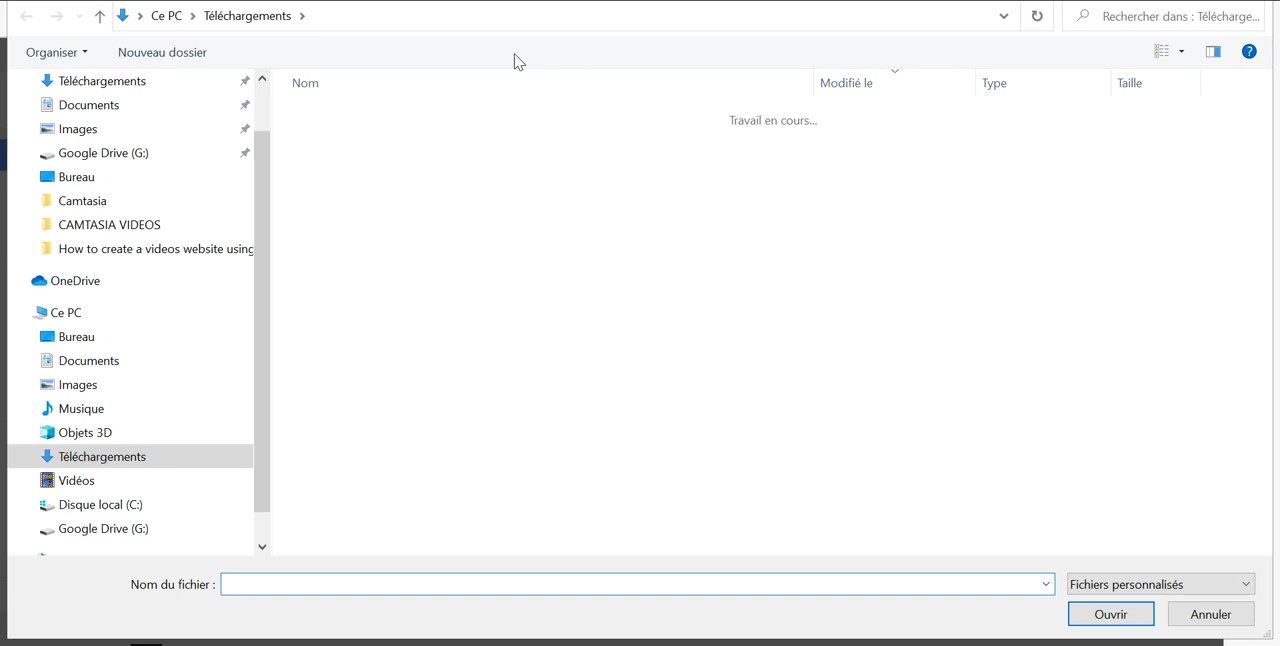 Ce PC
Téléchargements
Rechercher dans : Télécharge...
Organiser
Nouveau dossier
Téléchargements
Documents
Images
Google Drive (G:)
Bureau
Camtasia
CAMTASIA VIDEOS
How to create a videos website using
OneDrive
Ce PC
Bureau
Documents
Images
Musique
Objets 3D
Téléchargements
Vidéos
Disque local (C:)
Google Drive (G:)
Nom
Modifié le
Type
Taille
Travail en cours...
Nom du fichier :
Fichiers personnalisés
Ouvrir
Annuler